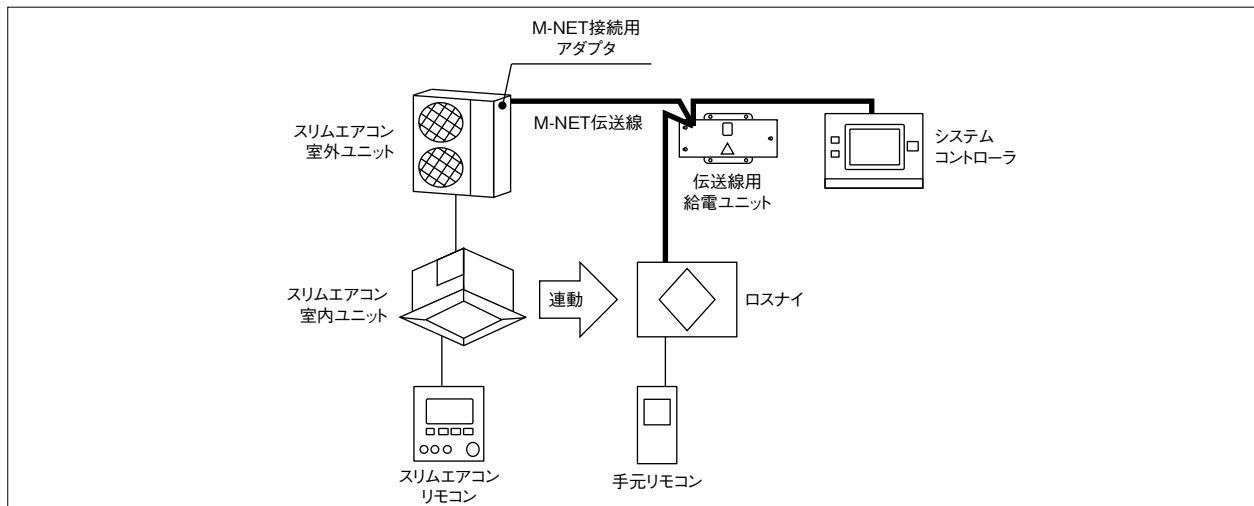 M-NET接続用
アダプタ
スリムエアコン
室外ユニット
M-NET伝送線
伝送線用
給電ユニット
システム
コントローラ
スリムエアコン
室内ユニット
連動
ロスナイ
スリムエアコン
リモコン
手元リモコン